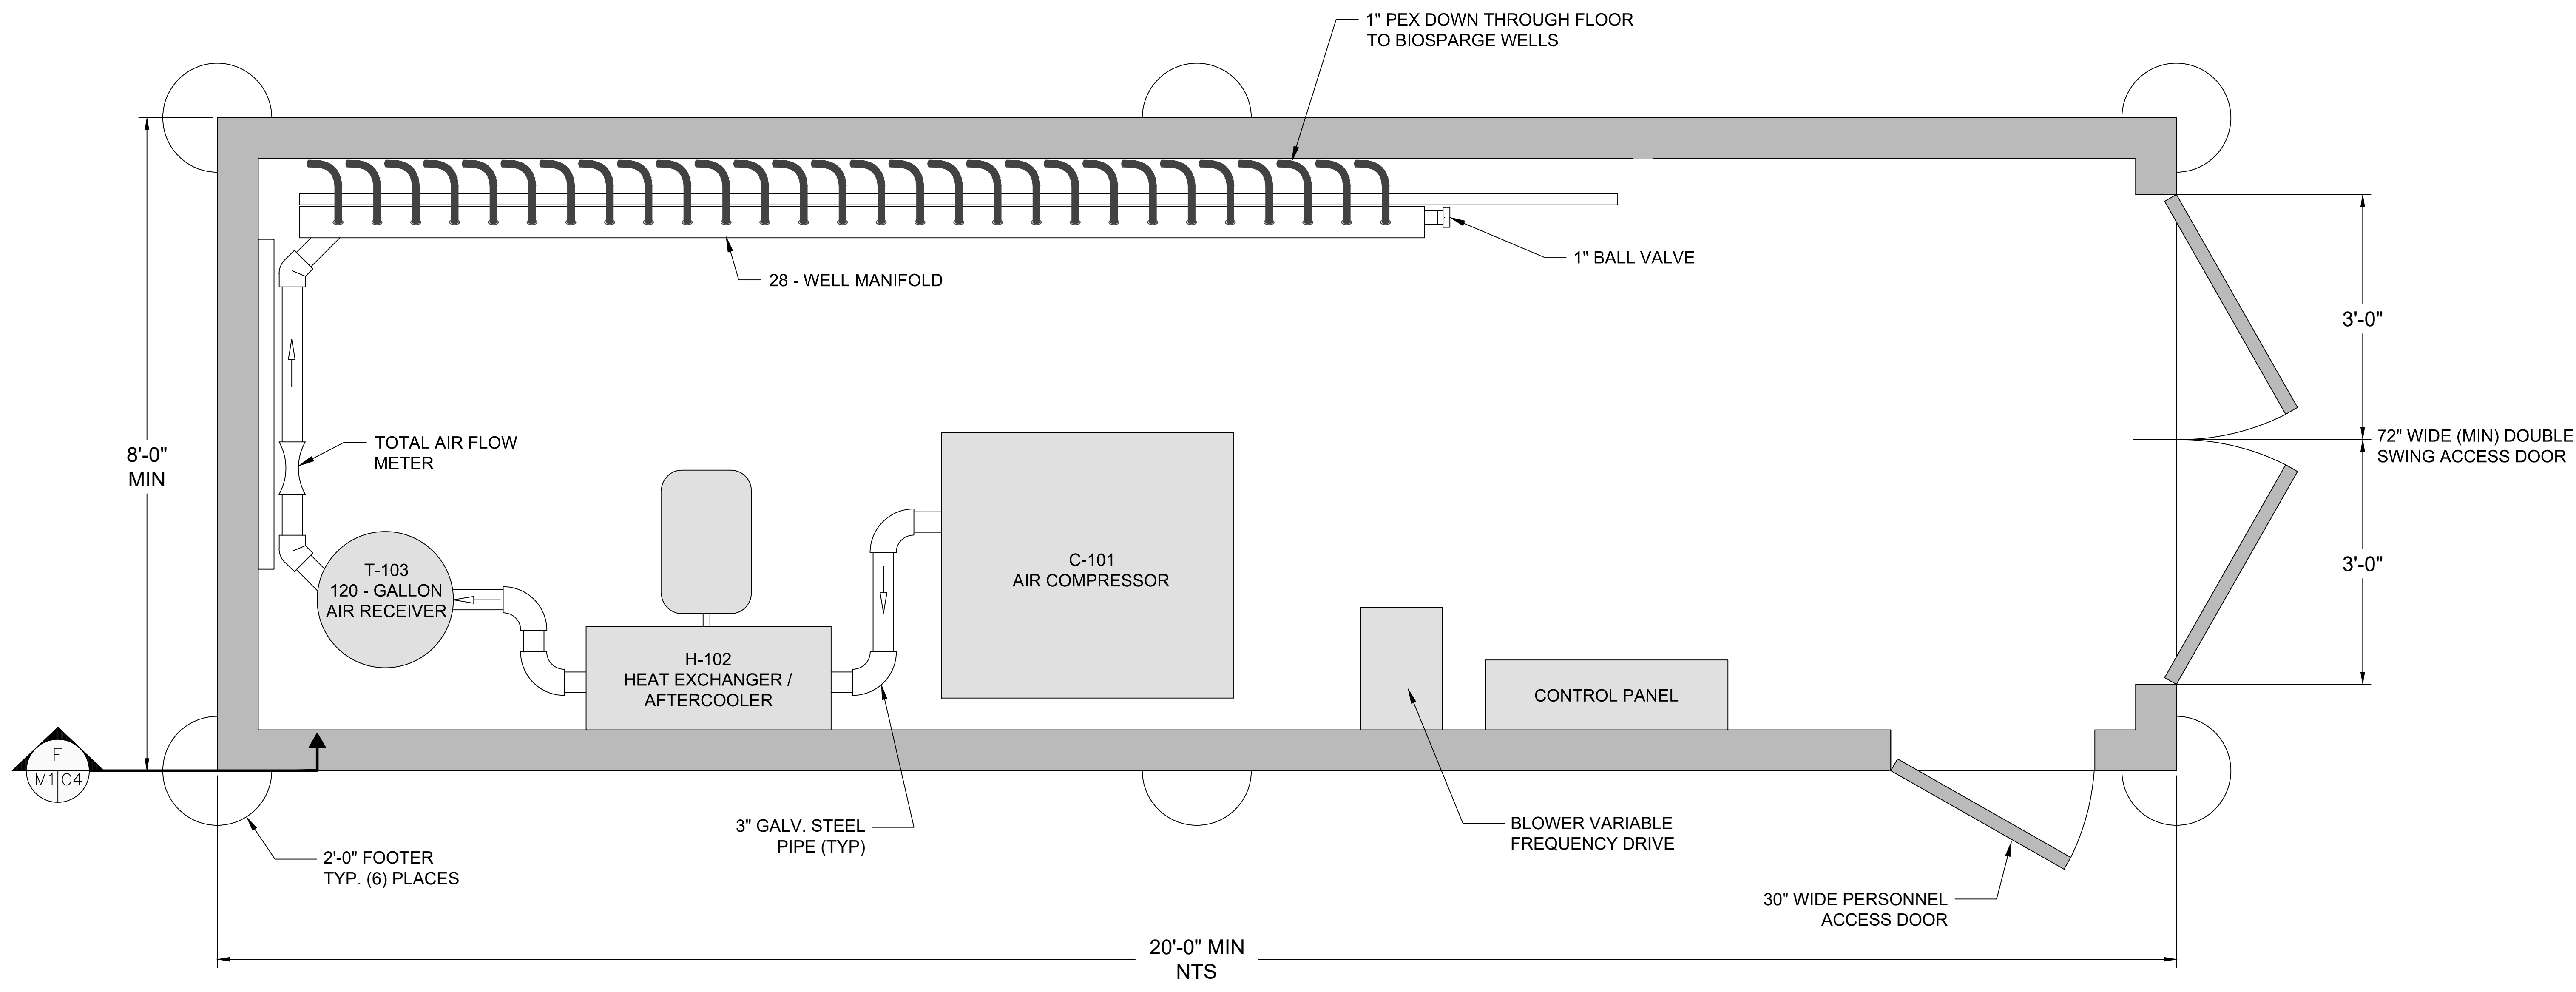 1" PEX DOWN THROUGH FLOOR
TO BIOSPARGE WELLS
1" BALL VALVE
28 - WELL MANIFOLD
3'-0"
72" WIDE (MIN) DOUBLE
SWING ACCESS DOOR
3'-0"
8'-0"
MIN
TOTAL AIR FLOW
METER
T-103
120 - GALLON
AIR RECEIVER
C-101
AIR COMPRESSOR
H-102
HEAT EXCHANGER /
AFTERCOOLER
CONTROL PANEL
F
M1 C4
3" GALV. STEEL
PIPE (TYP)
BLOWER VARIABLE
FREQUENCY DRIVE
2'-0" FOOTER
TYP. (6) PLACES
30" WIDE PERSONNEL
ACCESS DOOR
20'-0" MIN
NTS